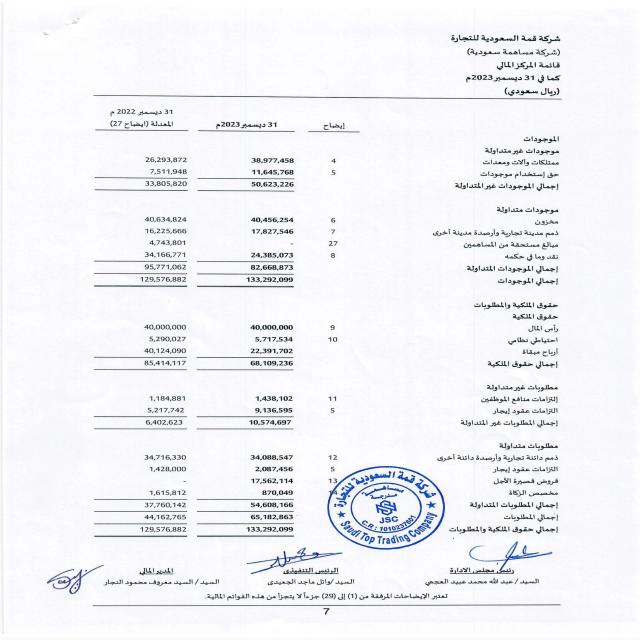 شركة قمة السعودية للتجارة
(شركة مساهمة سعودية)
قائمة المركز المالي
كما في 31 ديسمبر 2023م
(ريال سعودي)
إيضاح 31 ديسمبر 2023م 31 ديسمبر 2022 م المعدلة (ايضاح 27)
الموجودات
موجودات غير متداولة
ممتلكات وآلات ومعدات 4 38,977,458 26,293,872
حق إستخدام موجودات 5 11,645,768 7,511,948
إجمالي الموجودات غير المتداولة 50,623,226 33,805,820
موجودات متداولة
مخزون 6 40,456,254 40,634,824
ذمم مدينة تجارية وأرصدة مدينة أخرى 7 17,827,546 16,225,666
مبالغ مستحقة من المساهمين 27 - 4,743,801
نقد وما في حكمه 8 24,385,073 34,166,771
إجمالي الموجودات المتداولة 82,668,873 95,771,062
إجمالي الموجودات 133,292,099 129,576,882
حقوق الملكية والمطلوبات
حقوق الملكية
رأس المال 9 40,000,000 40,000,000
احتياطي نظامي 10 5,717,534 5,290,027
أرباح مبقاة 22,391,702 40,124,090
إجمالي حقوق الملكية 68,109,236 85,414,117
مطلوبات غير متداولة
إلتزامات منافع الموظفين 11 1,438,102 1,184,881
التزامات عقود إيجار 5 9,136,595 5,217,742
إجمالي المطلوبات غير المتداولة 10,574,697 6,402,623
مطلوبات متداولة
ذمم دائنة تجارية وأرصدة دائنة أخرى 12 34,088,547 34,716,330
التزامات عقود إيجار 5 2,087,456 1,428,000
قروض قصيرة الأجل 13 17,562,114 -
مخصص الزكاة 870,049 1,615,812
إجمالي المطلوبات المتداولة 54,608,166 37,760,142
إجمالي المطلوبات 65,182,863 44,162,765
إجمالي حقوق الملكية والمطلوبات 133,292,099 129,576,882
شركة قمة السعودية للتجارة
JSC
C.R.: 1010237801
Saudi Top Trading Company
رئيس مجلس الادارة الرئيس التنفيذي المدير المالي
السيد / عبد الله محمد عبيد العجي السيد/ وائل ماجد الجعيدي السيد / السيد معروف محمود النجار
تعتبر الإيضاحات المرفقة من (1) إلى (29) جزءاً لا يتجزأ من هذه القوائم المالية.
7